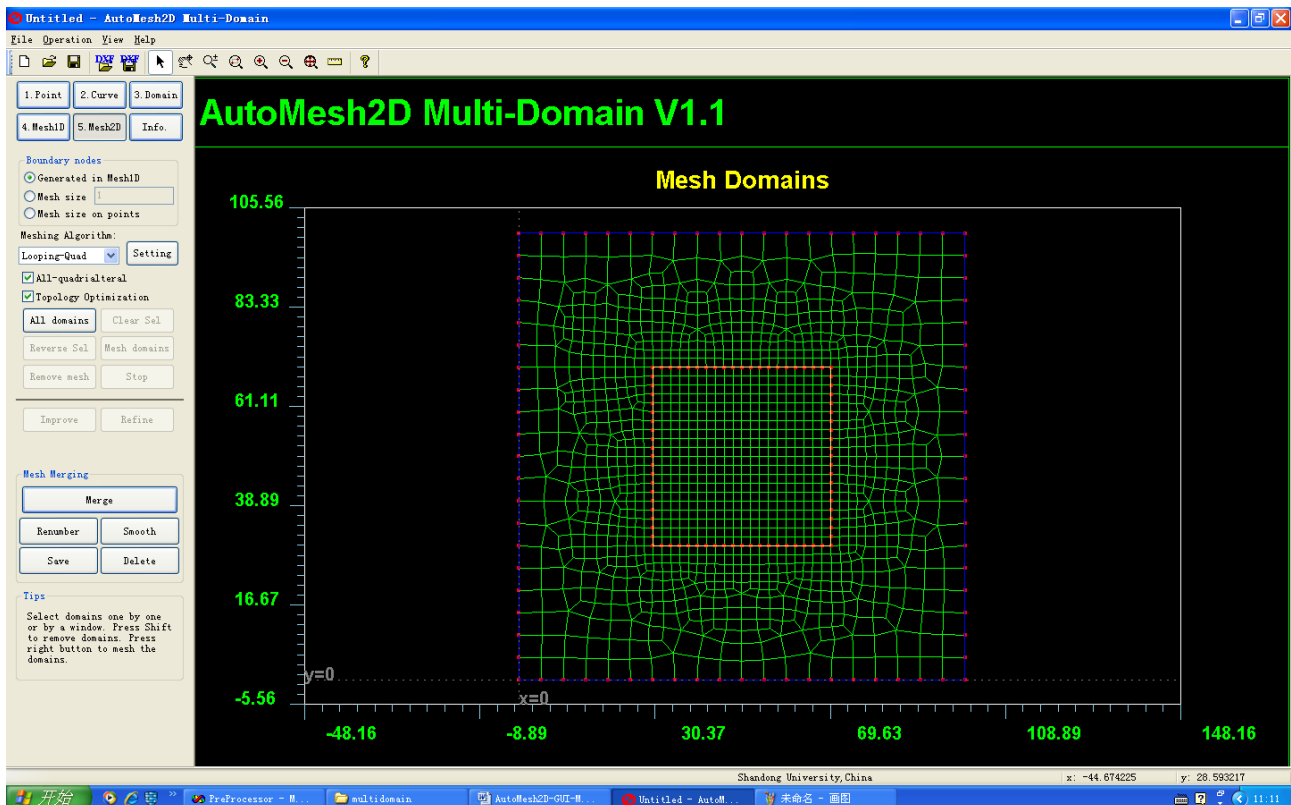 Untitled - AutoMesh2D Multi-Domain
File Operation View Help
DXF DXF
1.Point 2.Curve 3.Domain
4.Mesh1D 5.Mesh2D Info.
Boundary nodes
Generated in Mesh1D
Mesh size 1
Mesh size on points
Meshing Algorithm:
Looping-Quad Setting
All-quadrialteral
Topology Optimization
All domains Clear Sel
Reverse Sel Mesh domains
Remove mesh Stop
Improve Refine
Mesh Merging
Merge
Renumber Smooth
Save Delete
Tips
Select domains one by one
or by a window. Press Shift
to remove domains. Press
right button to mesh the
domains.
AutoMesh2D Multi-Domain V1.1
Mesh Domains
105.56
83.33
61.11
38.89
16.67
y=0
-5.56
x=0
-48.16 -8.89 30.37 69.63 108.89 148.16
Shandong University,China x: -44.674225 y: 28.593217
开始 PreProcessor - M... multidomain AutoMesh2D-GUI-M... Untitled - AutoM... 未命名 - 画图 11:11